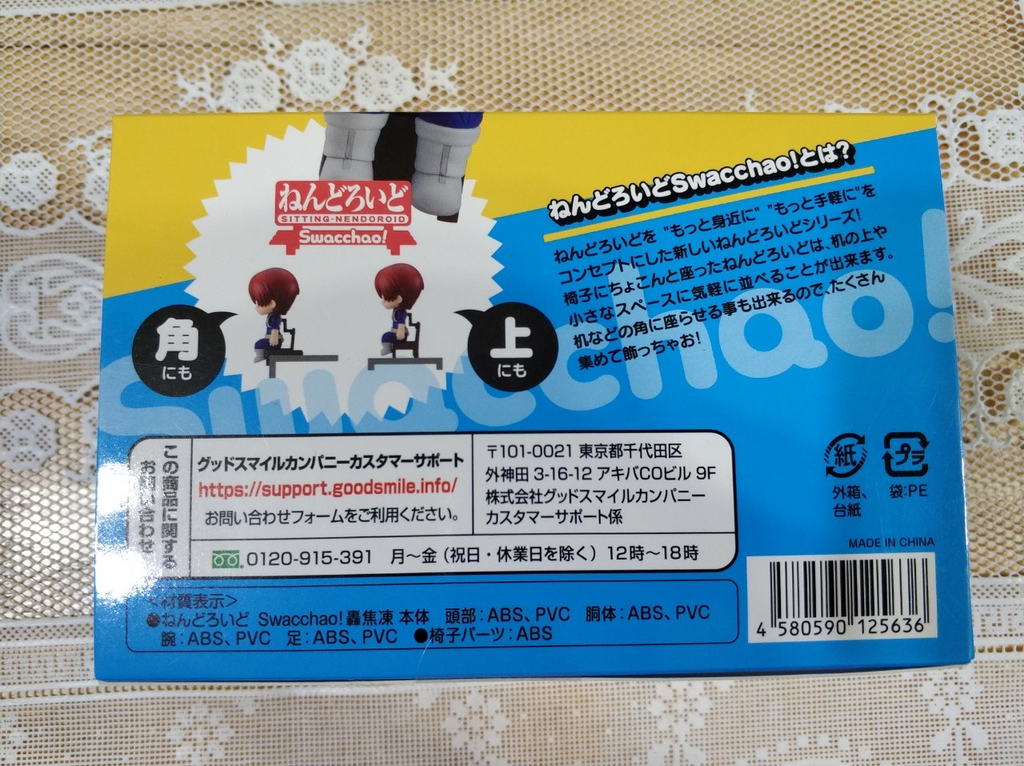 ねんどろいど
SITTING-NENDOROID
Swacchao!
角
にも
上
にも
ねんどろいどSwacchao!とは?
ねんどろいどを "もっと身近に" "もっと手軽に"を
コンセプトにした新しいねんどろいどシリーズ!
椅子にちょこんと座ったねんどろいどは、机の上や
小さなスペースに気軽に並べることが出来ます。
机などの角に座らせる事も出来るので、たくさん
集めて飾っちゃお!
Swacchao!
この商品に関する
お問い合わせ
グッドスマイルカンパニーカスタマーサポート
https://support.goodsmile.info/
お問い合わせフォームをご利用ください。
〒101-0021 東京都千代田区
外神田 3-16-12 アキバCOビル 9F
株式会社グッドスマイルカンパニー
カスタマーサポート係
0120-915-391 月~金(祝日・休業日を除く)12時~18時
紙
外箱、
台紙
プラ
袋:PE
MADE IN CHINA
<材質表示>
●ねんどろいど Swacchao! 轟焦凍 本体 頭部:ABS、PVC 胴体:ABS、PVC
腕:ABS、PVC 足:ABS、PVC ●椅子パーツ:ABS
4 580590 125636